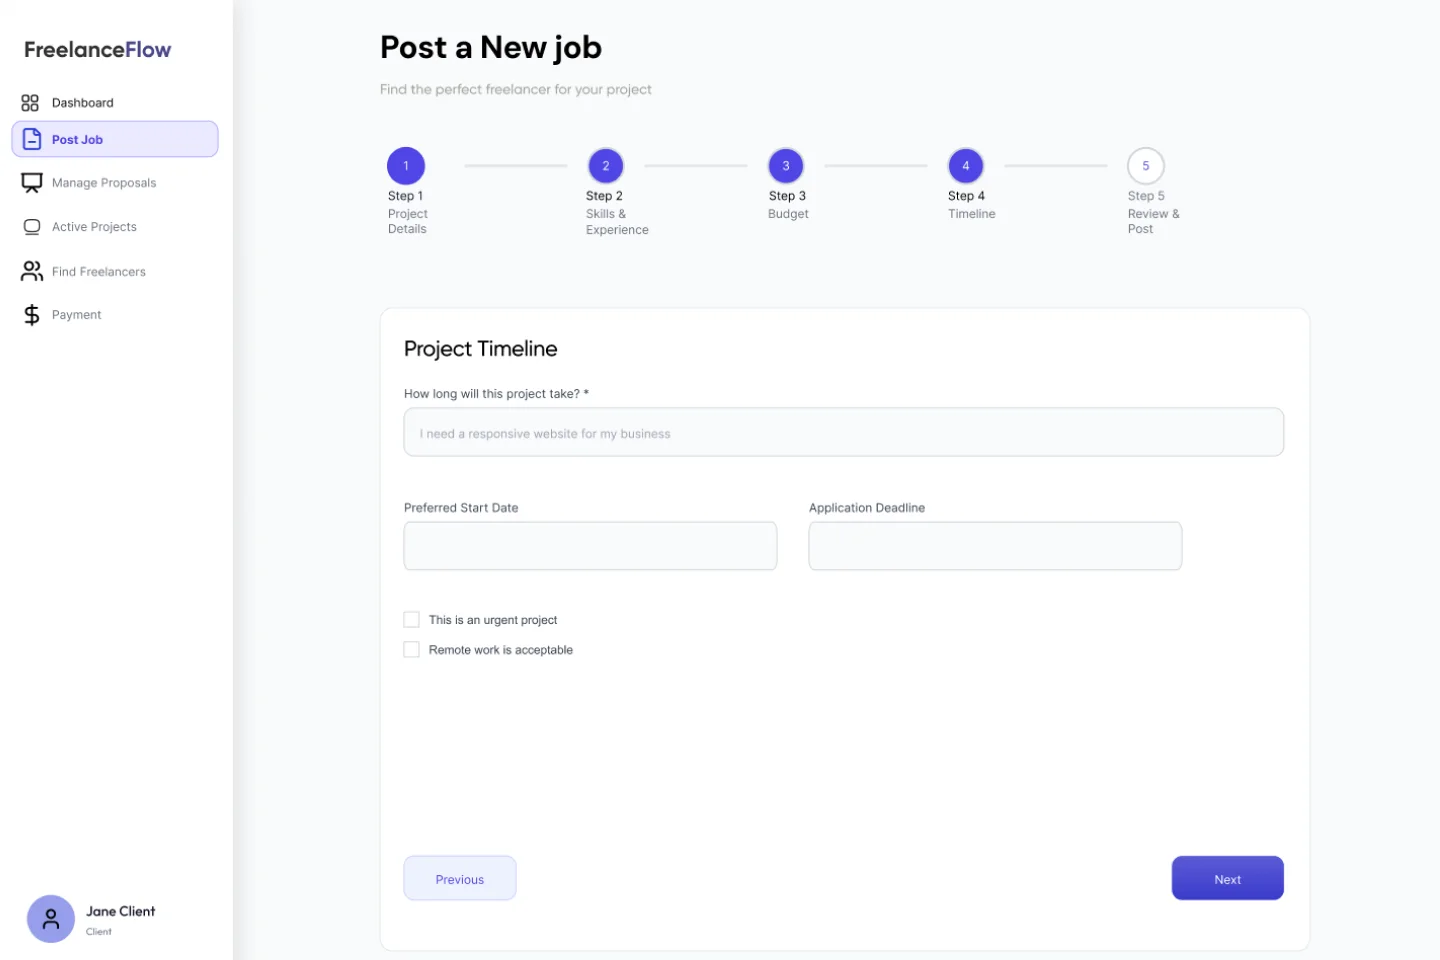 FreelanceFlow
Dashboard
Post Job
Manage Proposals
Active Projects
Find Freelancers
Payment
Jane Client
Client
Post a New job
Find the perfect freelancer for your project
1
Step 1
Project
Details
2
Step 2
Skills &
Experience
3
Step 3
Budget
4
Step 4
Timeline
5
Step 5
Review &
Post
Project Timeline
How long will this project take? *
I need a responsive website for my business
Preferred Start Date
Application Deadline
This is an urgent project
Remote work is acceptable
Previous
Next